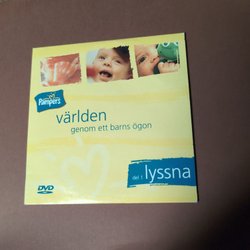 Pampers
världen
genom ett barns ögon
del 1 lyssna
DVD